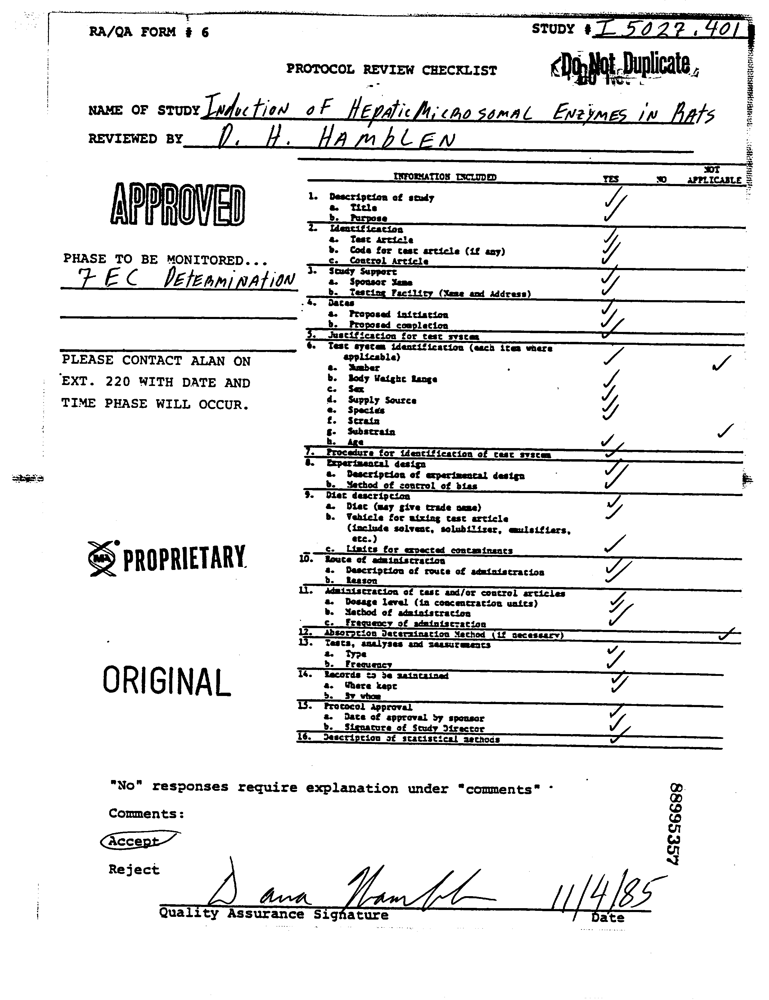 RA/QA FORM # 6
STUDY # I 5027.401
Do Not Duplicate
PROTOCOL REVIEW CHECKLIST
NAME OF STUDY Induction of Hepatic Microsomal Enzymes in Rats
REVIEWED BY D. H. Hamblen
INFORMATION INCLUDED YES NO NOT APPLICABLE
APPROVED
PHASE TO BE MONITORED...
7 EC Determination
PLEASE CONTACT ALAN ON
EXT. 220 WITH DATE AND
TIME PHASE WILL OCCUR.
PROPRIETARY
ORIGINAL
1. Description of study
a. Title ✓
b. Purpose ✓
2. Identification
a. Test Article ✓
b. Code for test article (if any) ✓
c. Control Article ✓
3. Study Support
a. Sponsor Name ✓
b. Testing Facility (Name and Address) ✓
4. Dates
a. Proposed initiation ✓
b. Proposed completion ✓
5. Justification for test system ✓
6. Test system identification (each item where
applicable)
a. Number
b. Body Weight Range
c. Sex
d. Supply Source
e. Species
f. Strain
g. Substrain
h. Age
7. Procedure for identification of test system ✓
8. Experimental design
a. Description of experimental design ✓
b. Method of control of bias ✓
9. Diet description
a. Diet (may give trade name) ✓
b. Vehicle for mixing test article ✓
(include solvent, solubilizer, emulsifiers,
etc.)
c. Limits for expected contaminants ✓
10. Route of administration
a. Description of route of administration ✓
b. Reason ✓
11. Administration of test and/or control articles
a. Dosage level (in concentration units) ✓
b. Method of administration ✓
c. Frequency of administration ✓
12. Absorption Determination Method (if necessary) ✓
13. Tests, analyses and measurements
a. Type ✓
b. Frequency ✓
14. Records to be maintained
a. Where kept ✓
b. By whom ✓
15. Protocol Approval
a. Date of approval by sponsor ✓
b. Signature of Study Director ✓
16. Description of statistical methods ✓
"No" responses require explanation under "comments"
Comments:
Accept
Reject
Dana Hamblen 11/4/85
Quality Assurance Signature Date
88995357